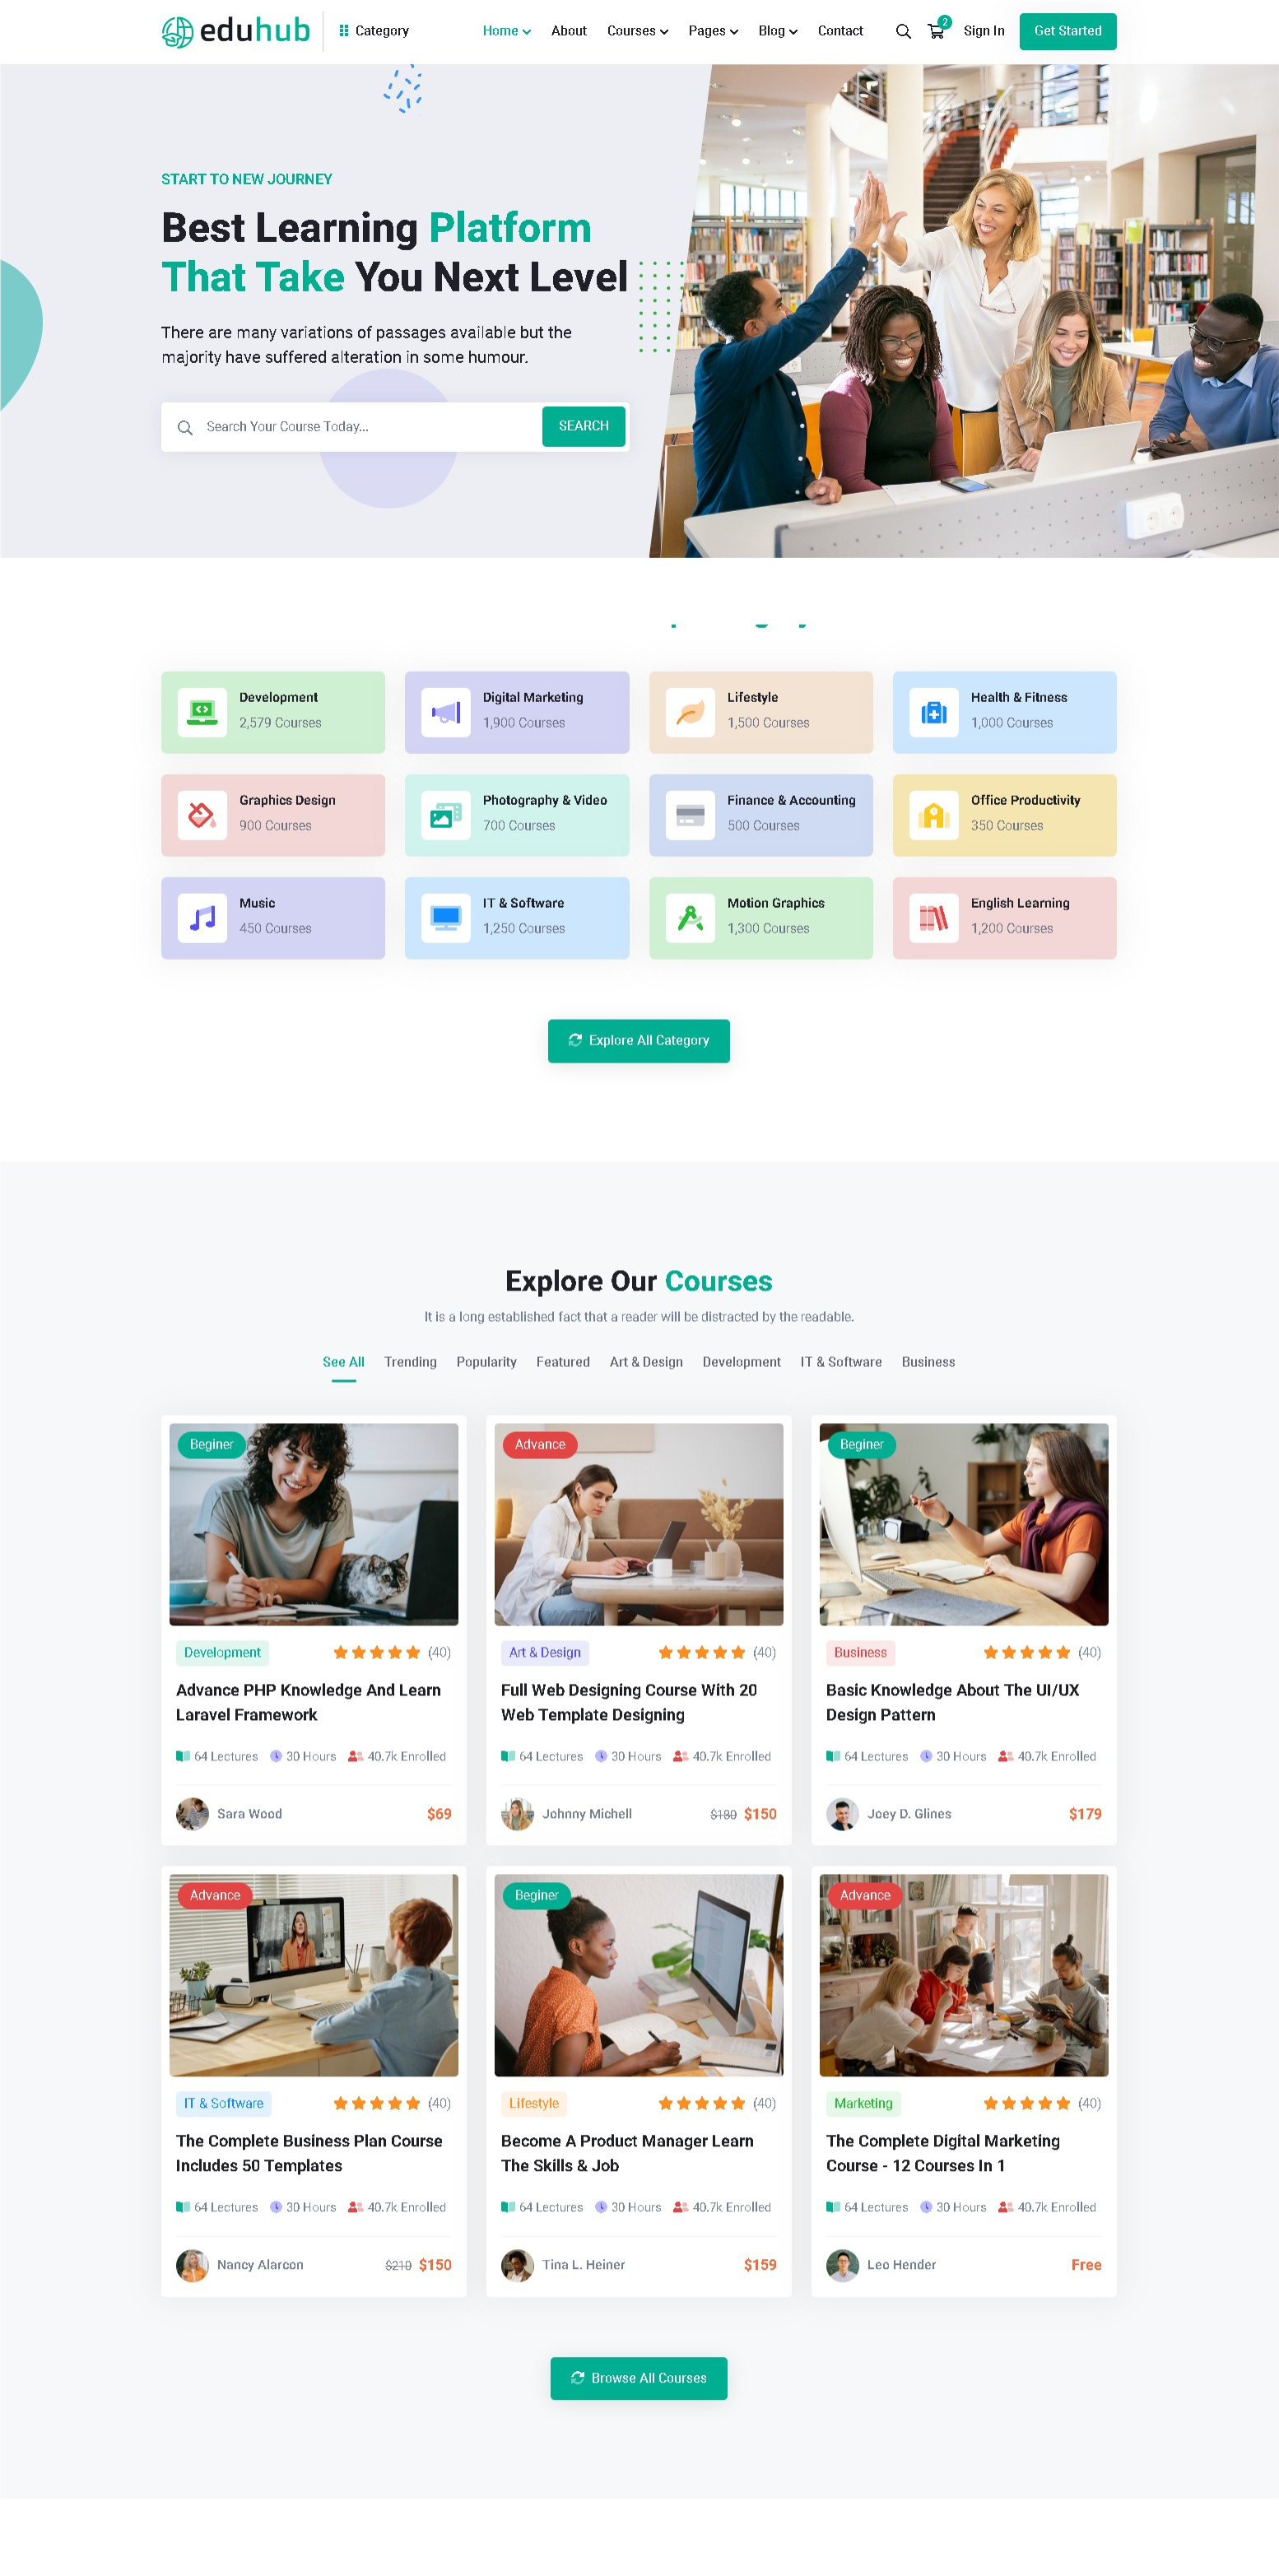 eduhub
Category
Home
About
Courses
Pages
Blog
Contact
2
Sign In
Get Started
START TO NEW JOURNEY
Best Learning Platform
That Take You Next Level
There are many variations of passages available but the
majority have suffered alteration in some humour.
Search Your Course Today...
SEARCH
Development
2,579 Courses
Digital Marketing
1,900 Courses
Lifestyle
1,500 Courses
Health & Fitness
1,000 Courses
Graphics Design
900 Courses
Photography & Video
700 Courses
Finance & Accounting
500 Courses
Office Productivity
350 Courses
Music
450 Courses
IT & Software
1,250 Courses
Motion Graphics
1,300 Courses
English Learning
1,200 Courses
Explore All Category
Explore Our Courses
It is a long established fact that a reader will be distracted by the readable.
See All
Trending
Popularity
Featured
Art & Design
Development
IT & Software
Business
Beginer
Development
(40)
Advance PHP Knowledge And Learn
Laravel Framework
64 Lectures
30 Hours
40.7k Enrolled
Sara Wood
$69
Advance
Art & Design
(40)
Full Web Designing Course With 20
Web Template Designing
64 Lectures
30 Hours
40.7k Enrolled
Johnny Michell
$180 $150
Beginer
Business
(40)
Basic Knowledge About The UI/UX
Design Pattern
64 Lectures
30 Hours
40.7k Enrolled
Joey D. Glines
$179
Advance
IT & Software
(40)
The Complete Business Plan Course
Includes 50 Templates
64 Lectures
30 Hours
40.7k Enrolled
Nancy Alarcon
$210 $150
Beginer
Lifestyle
(40)
Become A Product Manager Learn
The Skills & Job
64 Lectures
30 Hours
40.7k Enrolled
Tina L. Heiner
$159
Advance
Marketing
(40)
The Complete Digital Marketing
Course - 12 Courses In 1
64 Lectures
30 Hours
40.7k Enrolled
Leo Hender
Free
Browse All Courses